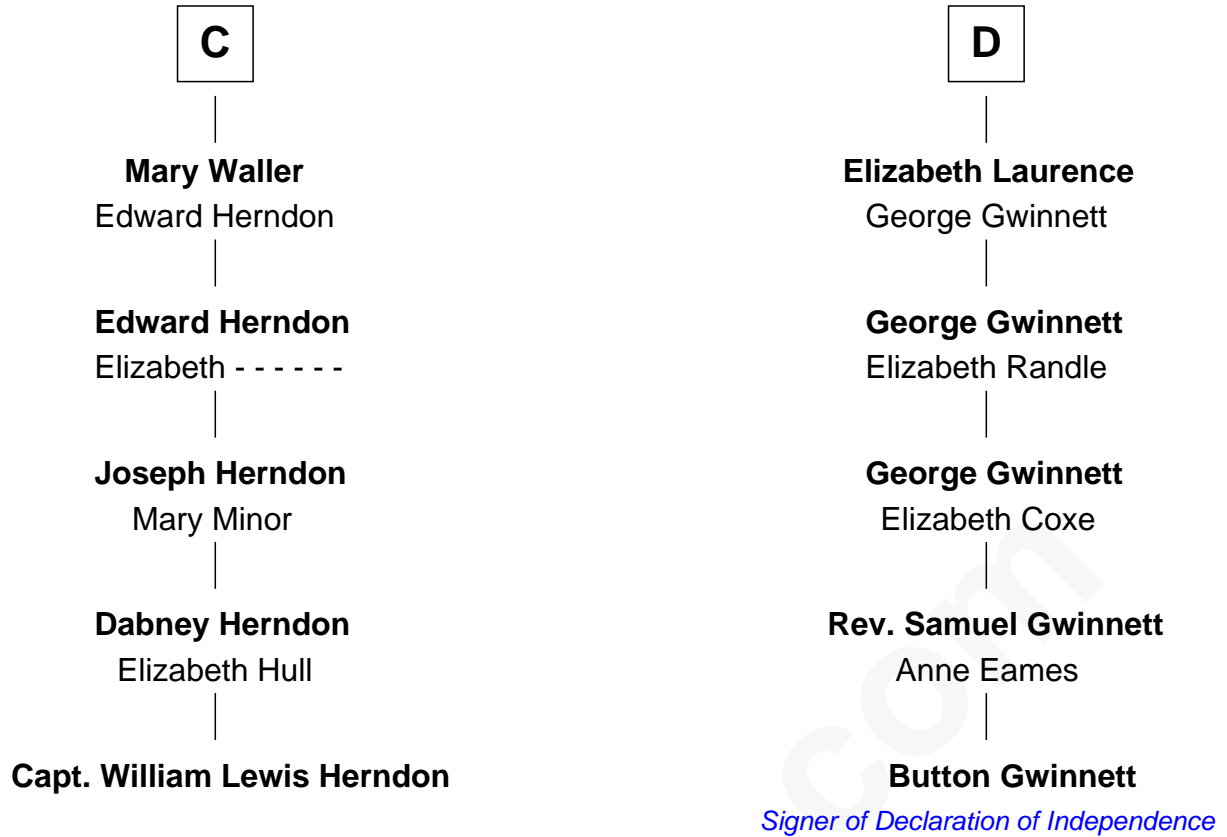 C
Mary Waller
Edward Herndon
Edward Herndon
Elizabeth - - - - - -
Joseph Herndon
Mary Minor
Dabney Herndon
Elizabeth Hull
Capt. William Lewis Herndon
D
Elizabeth Laurence
George Gwinnett
George Gwinnett
Elizabeth Randle
George Gwinnett
Elizabeth Coxe
Rev. Samuel Gwinnett
Anne Eames
Button Gwinnett
Signer of Declaration of Independence
com